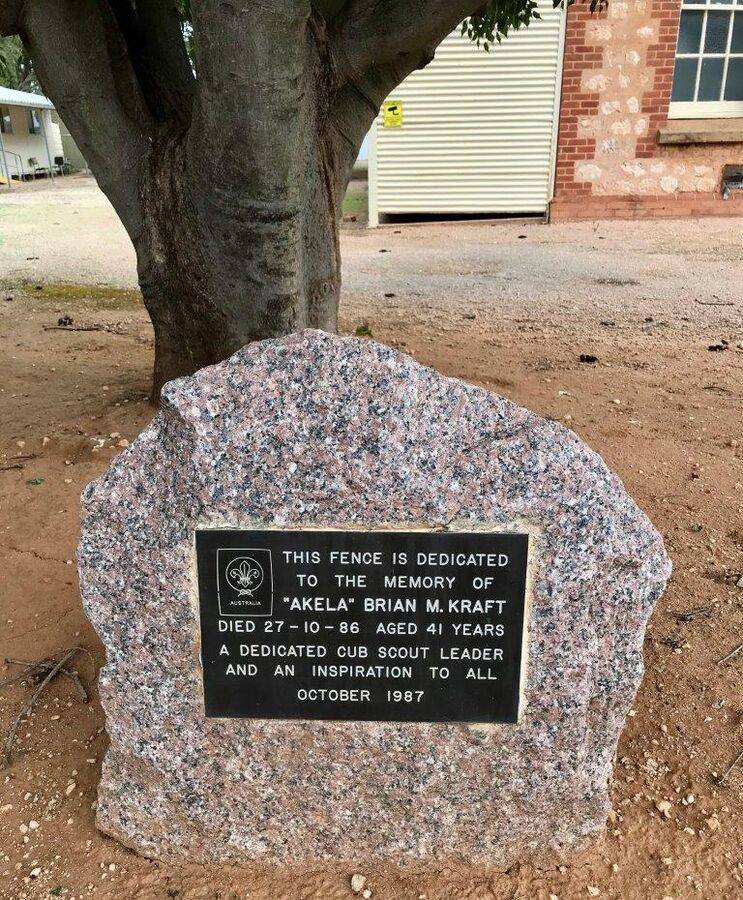 THIS FENCE IS DEDICATED
TO THE MEMORY OF
"AKELA" BRIAN M. KRAFT
AUSTRALIA
DIED 27-10-86 AGED 41 YEARS
A DEDICATED CUB SCOUT LEADER
AND AN INSPIRATION TO ALL
OCTOBER 1987